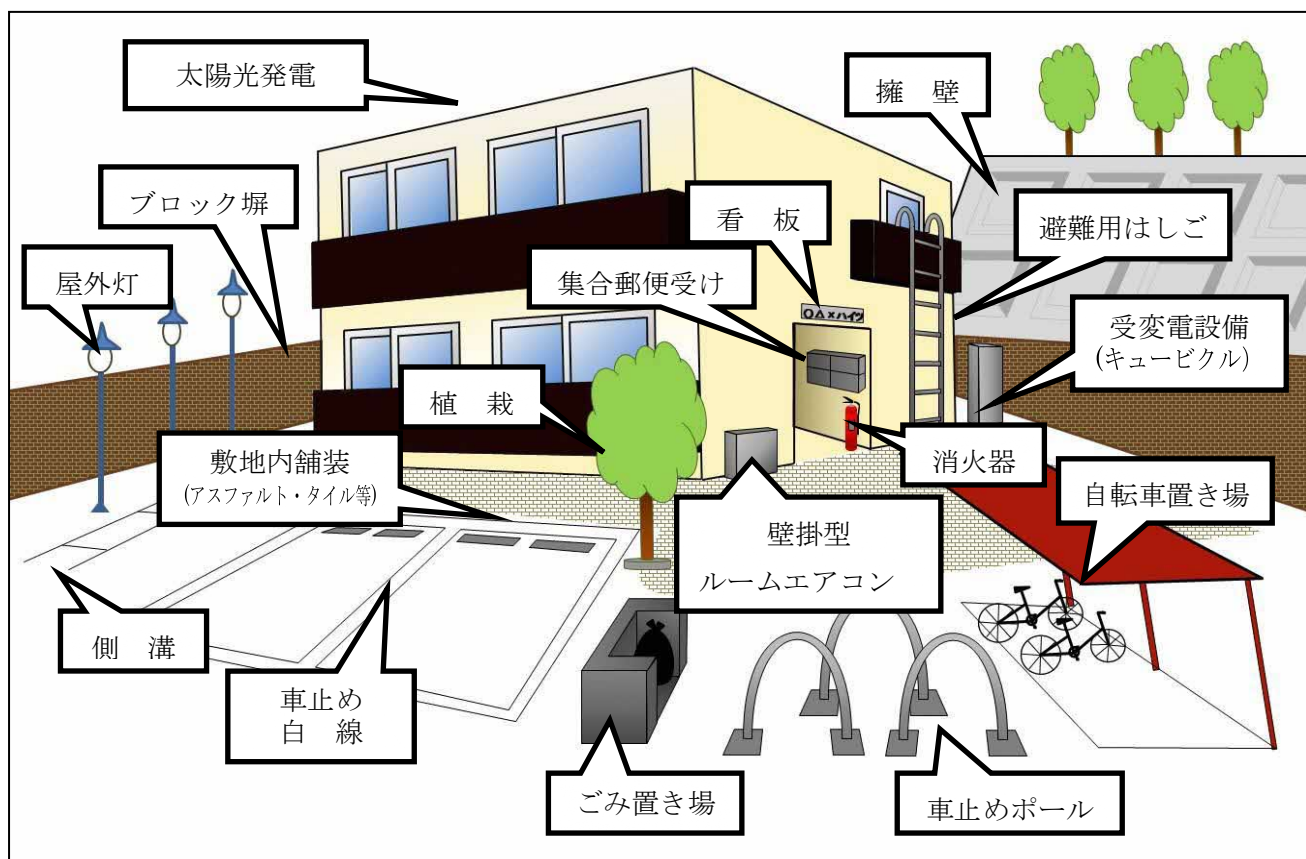 太陽光発電
擁 壁
ブロック塀
看 板
避難用はしご
屋外灯
集合郵便受け
○△×ハイツ
受変電設備
(キュービクル)
植 栽
敷地内舗装
(アスファルト・タイル等)
消火器
自転車置き場
壁掛型
ルームエアコン
側 溝
車止め
白 線
ごみ置き場
車止めポール